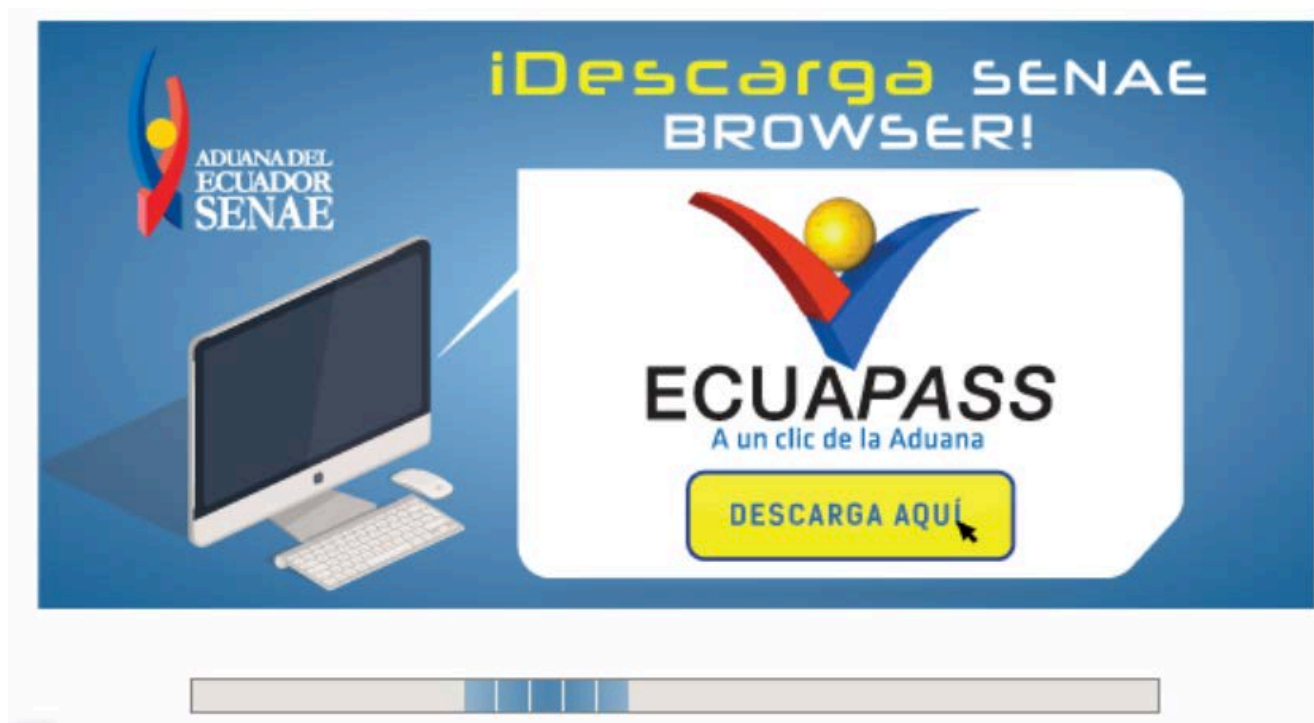 ADUANA DEL
ECUADOR
SENAE
¡Descarga SENAE
BROWSER!
ECUAPASS
A un clic de la Aduana
DESCARGA AQUÍ